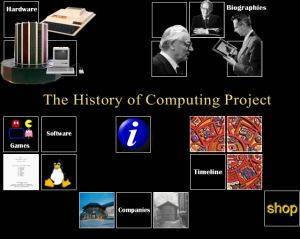 Hardware
Biographies
The History of Computing Project
Games
Software
i
Timeline
Companies
shop